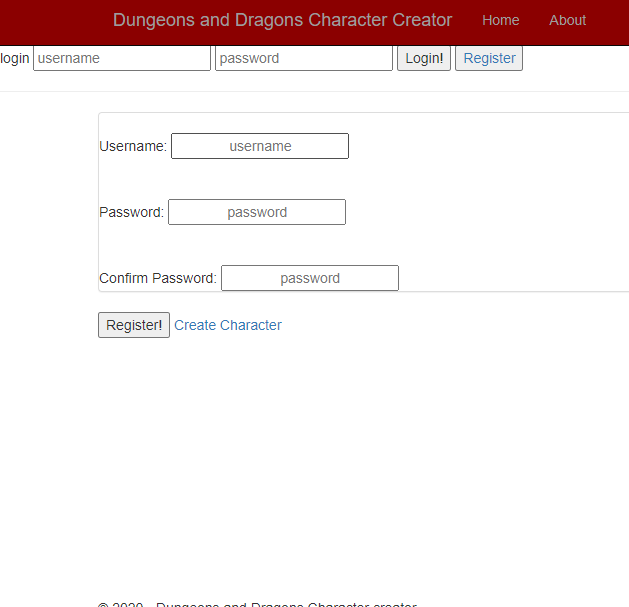 Dungeons and Dragons Character Creator Home About
login username password Login! Register
Username: username
Password: password
Confirm Password: password
Register! Create Character
© 2020 - Dungeons and Dragons Character creator